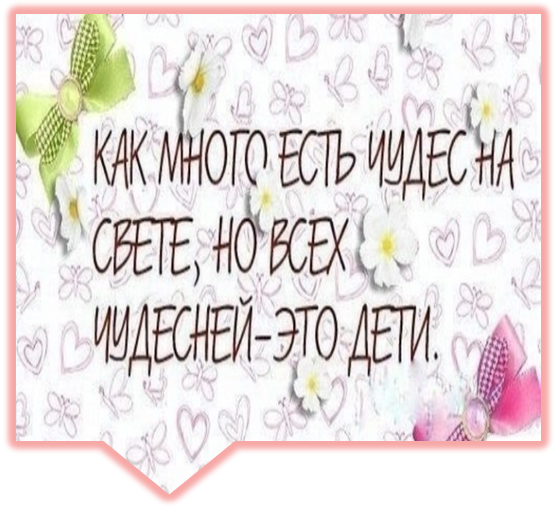 КАК МНОГО ЕСТЬ ЧУДЕС НА
СВЕТЕ, НО ВСЕХ
ЧУДЕСНЕЙ-ЭТО ДЕТИ.